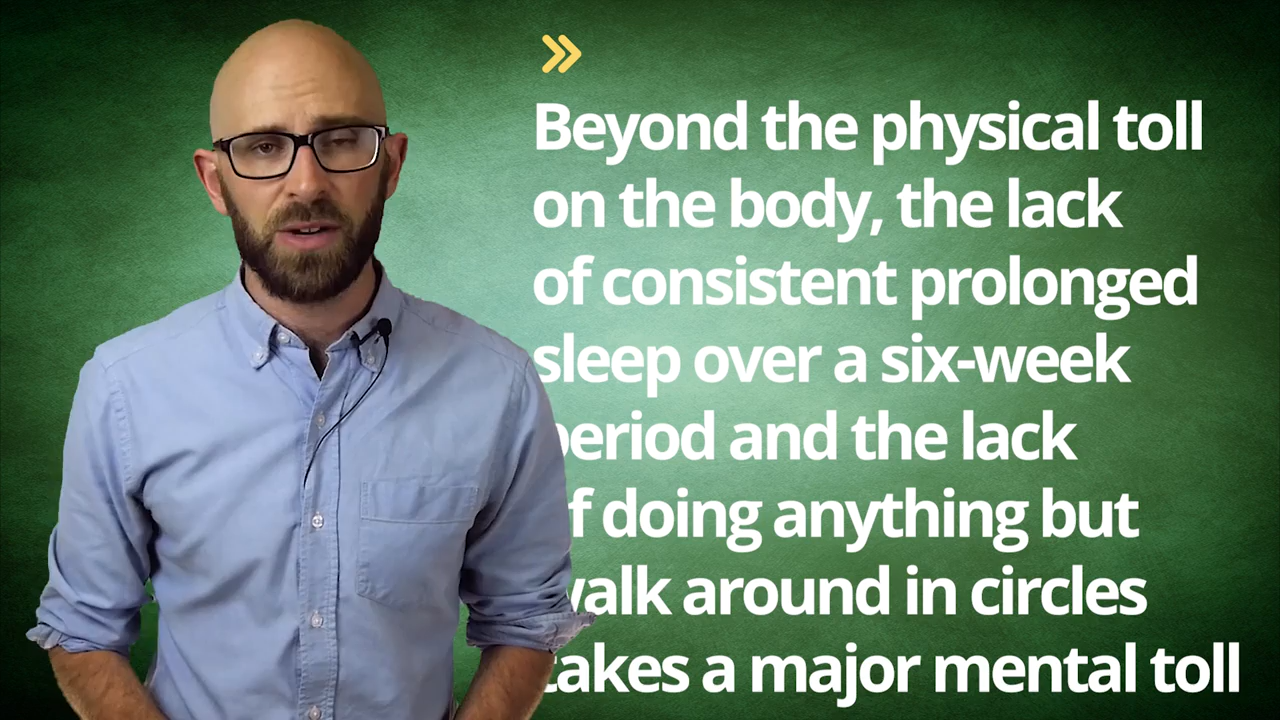 Beyond the physical toll
on the body, the lack
of consistent prolonged
sleep over a six-week
period and the lack
of doing anything but
walk around in circles
takes a major mental toll